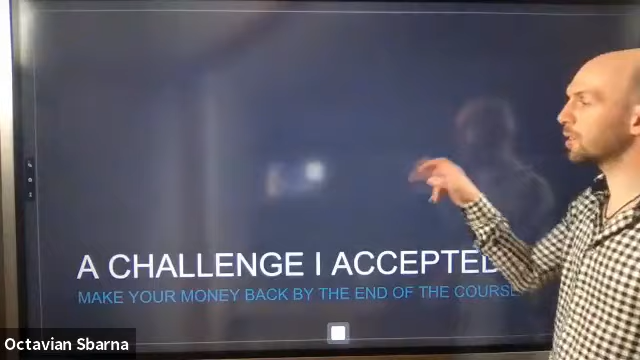 A CHALLENGE I ACCEPTED
MAKE YOUR MONEY BACK BY THE END OF THE COURSE
Octavian Sbarna